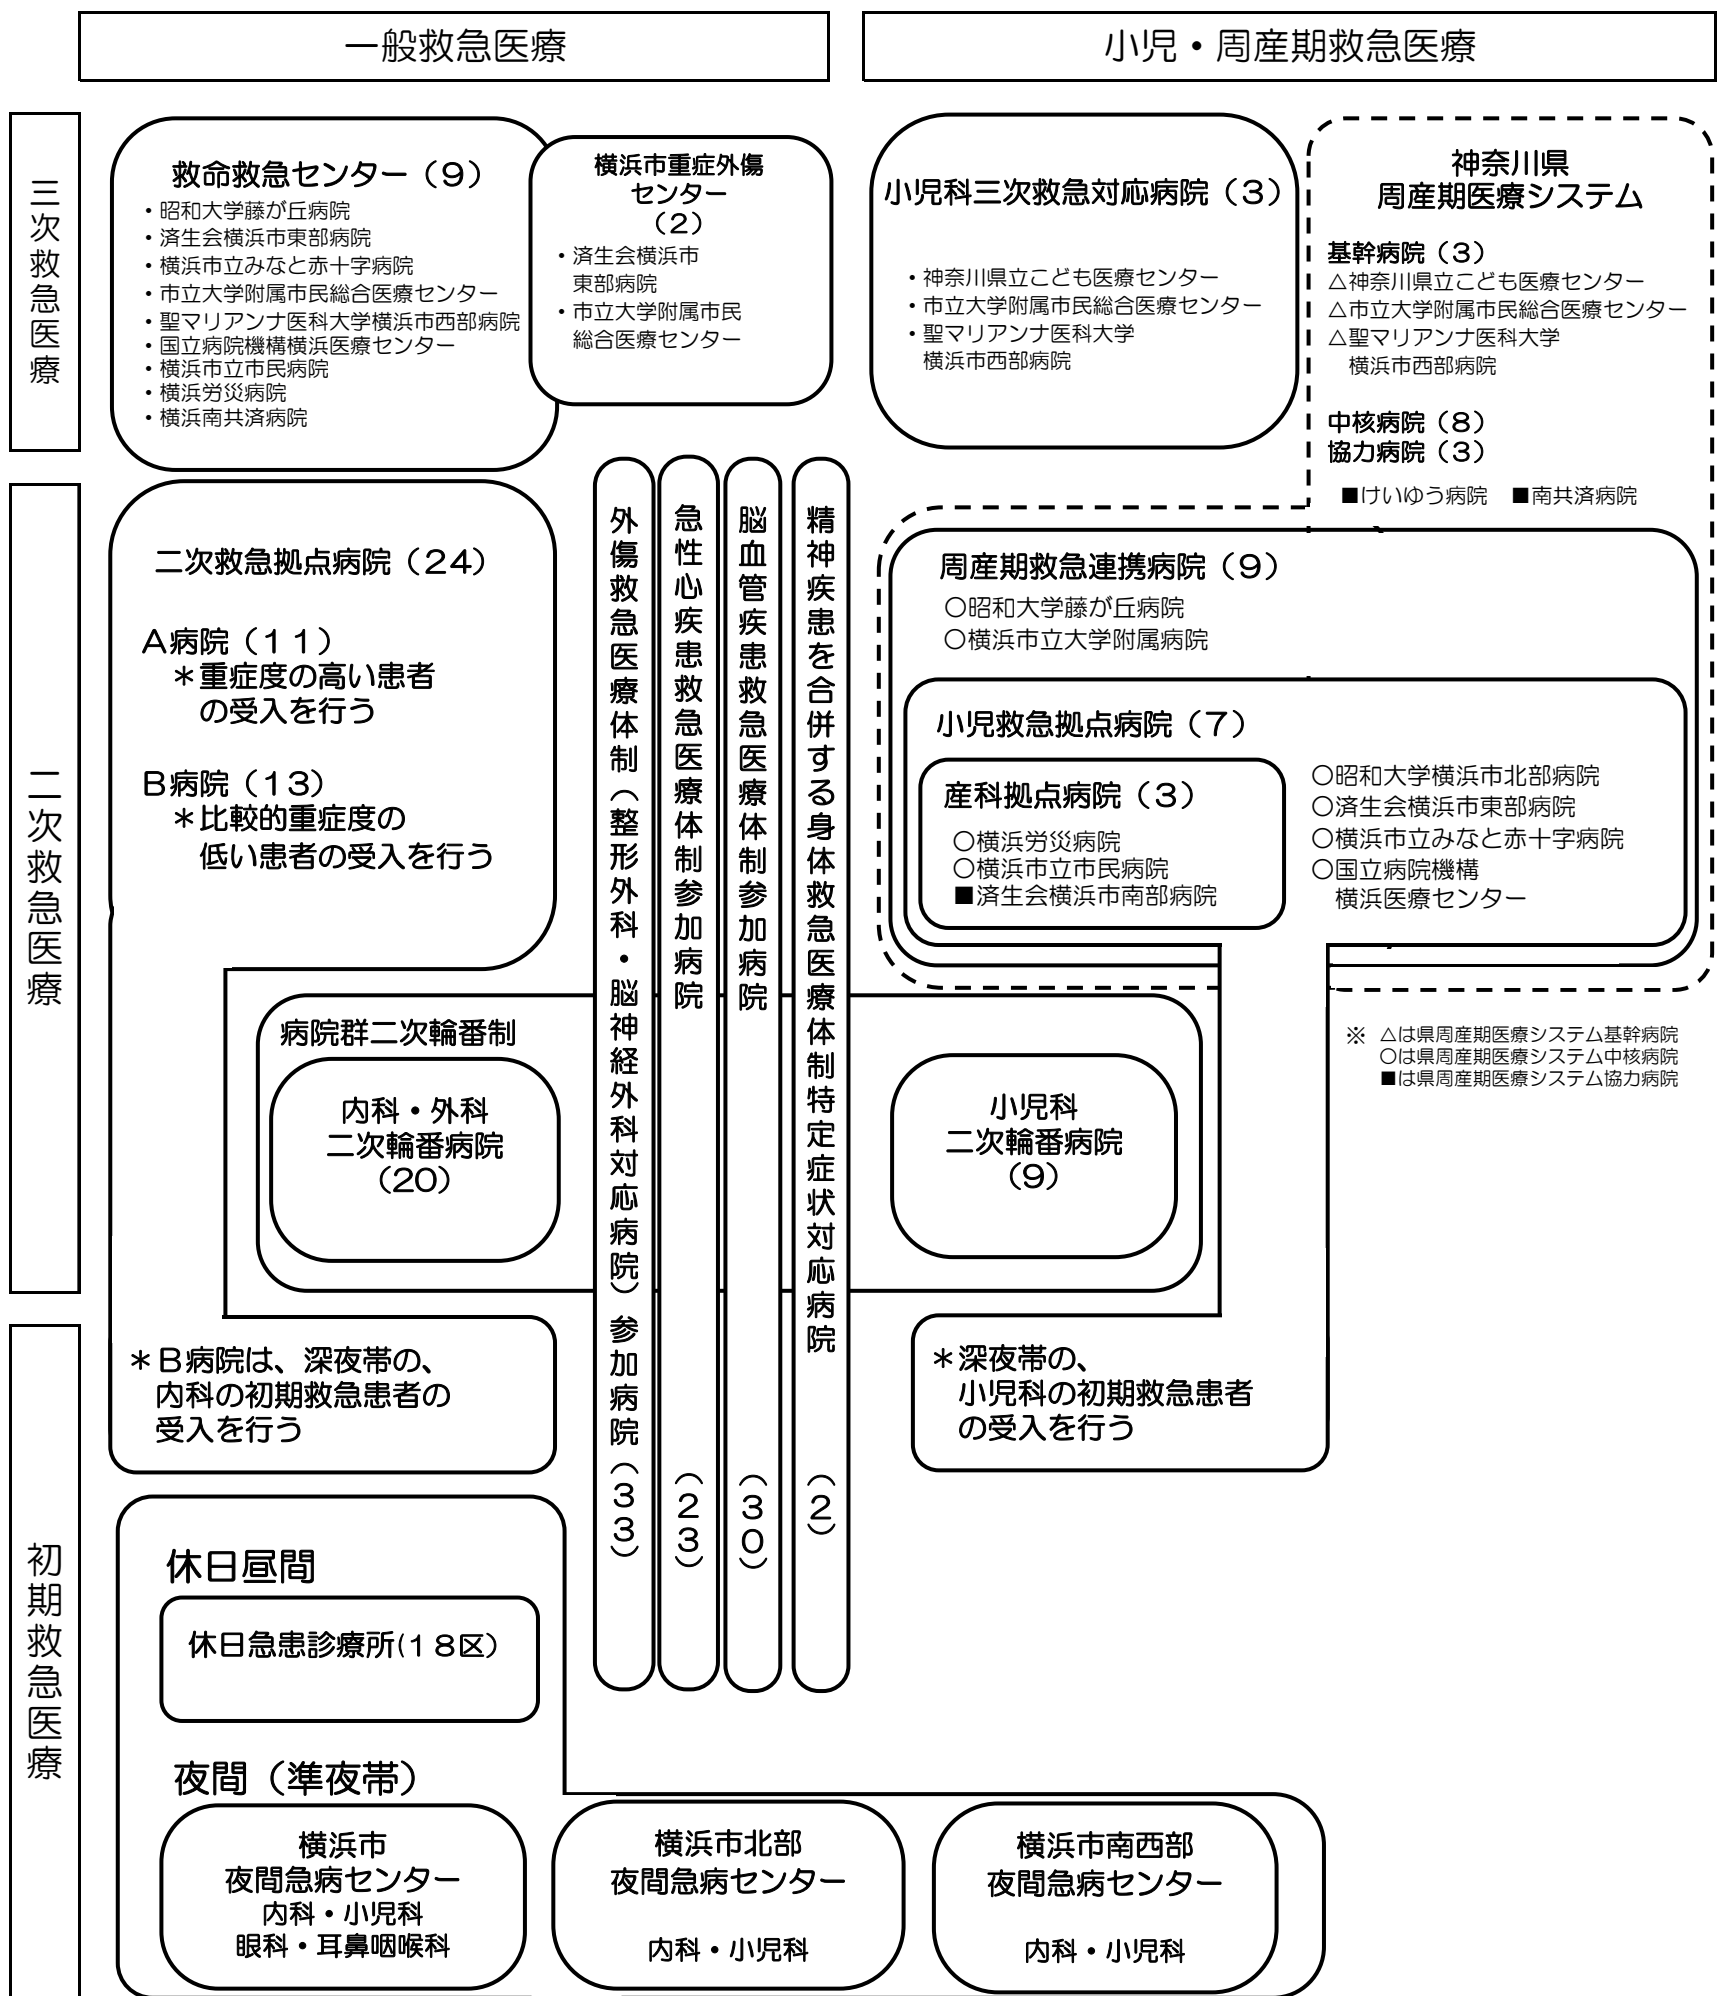 一般救急医療
小児・周産期救急医療
三次救急医療
救命救急センター（9）
・昭和大学藤が丘病院
・済生会横浜市東部病院
・横浜市立みなと赤十字病院
・市立大学附属市民総合医療センター
・聖マリアンナ医科大学横浜市西部病院
・国立病院機構横浜医療センター
・横浜市立市民病院
・横浜労災病院
・横浜南共済病院
横浜市重症外傷
センター
（2）
・済生会横浜市
東部病院
・市立大学附属市民
総合医療センター
小児科三次救急対応病院（3）
・神奈川県立こども医療センター
・市立大学附属市民総合医療センター
・聖マリアンナ医科大学
横浜市西部病院
神奈川県
周産期医療システム
基幹病院（3）
△神奈川県立こども医療センター
△市立大学附属市民総合医療センター
△聖マリアンナ医科大学
横浜市西部病院
中核病院（8）
協力病院（3）
■けいゆう病院　■南共済病院
二次救急医療
二次救急拠点病院（24）
A病院（11）
＊重症度の高い患者
の受入を行う
B病院（13）
＊比較的重症度の
低い患者の受入を行う
外傷救急医療体制（整形外科・脳神経外科対応病院）参加病院（33）
急性心疾患救急医療体制参加病院（23）
脳血管疾患救急医療体制参加病院（30）
精神疾患を合併する身体救急医療体制特定症状対応病院（2）
周産期救急連携病院（9）
○昭和大学藤が丘病院
○横浜市立大学附属病院
小児救急拠点病院（7）
産科拠点病院（3）
○横浜労災病院
○横浜市立市民病院
■済生会横浜市南部病院
○昭和大学横浜市北部病院
○済生会横浜市東部病院
○横浜市立みなと赤十字病院
○国立病院機構
横浜医療センター
※　△は県周産期医療システム基幹病院
○は県周産期医療システム中核病院
■は県周産期医療システム協力病院
病院群二次輪番制
内科・外科
二次輪番病院
（20）
小児科
二次輪番病院
（9）
初期救急医療
＊B病院は、深夜帯の、
内科の初期救急患者の
受入を行う
＊深夜帯の、
小児科の初期救急患者
の受入を行う
休日昼間
休日急患診療所(18区）
夜間（準夜帯）
横浜市
夜間急病センター
内科・小児科
眼科・耳鼻咽喉科
横浜市北部
夜間急病センター
内科・小児科
横浜市南西部
夜間急病センター
内科・小児科